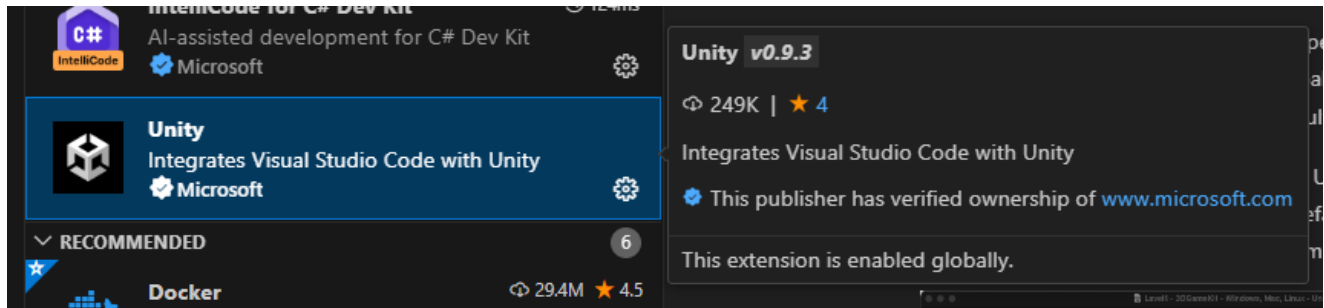 IntelliCode for C# Dev Kit 124ms
AI-assisted development for C# Dev Kit
Microsoft
C#
IntelliCode
Unity
Integrates Visual Studio Code with Unity
Microsoft
RECOMMENDED 6
Docker 29.4M 4.5
Unity v0.9.3
249K | 4
Integrates Visual Studio Code with Unity
This publisher has verified ownership of www.microsoft.com
This extension is enabled globally.